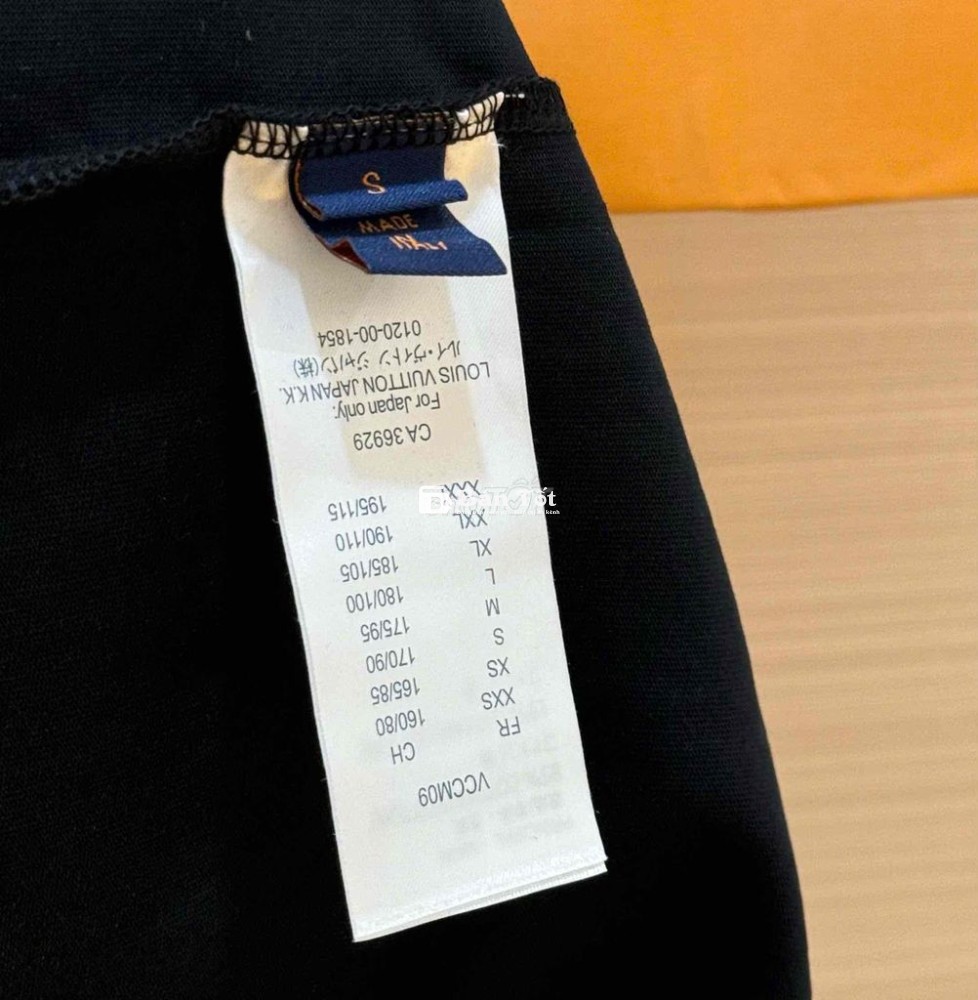 S
MADE
ITALY
VCCM09
FR CH
XXS 160/80
XS 165/85
S 170/90
M 175/95
L 180/100
XL 185/105
XXL 190/110
195/115
CA 36929
For Japan only:
LOUIS VUITTON JAPAN K.K.
ルイ・ヴィトン ジャパン(株)
0120-00-1854